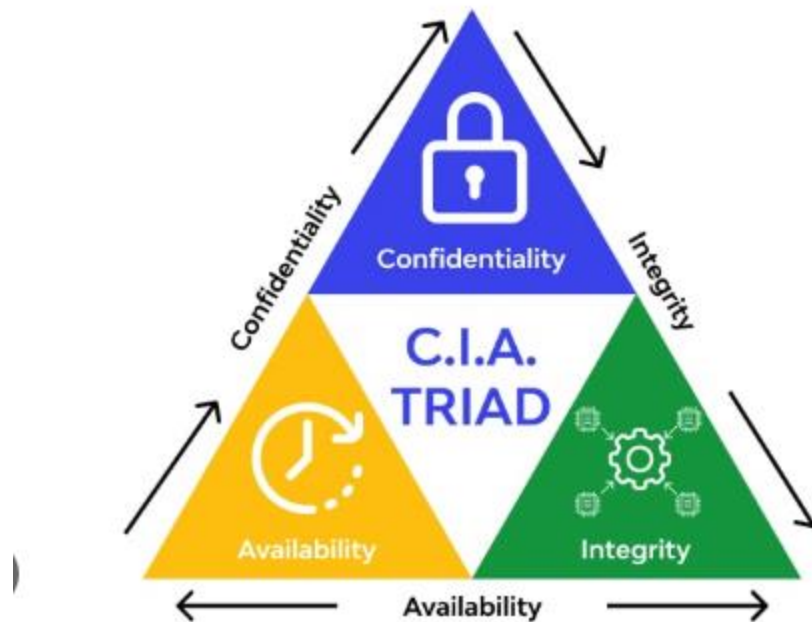 Confidentiality
Confidentiality
Integrity
C.I.A.
TRIAD
Availability
Integrity
Availability